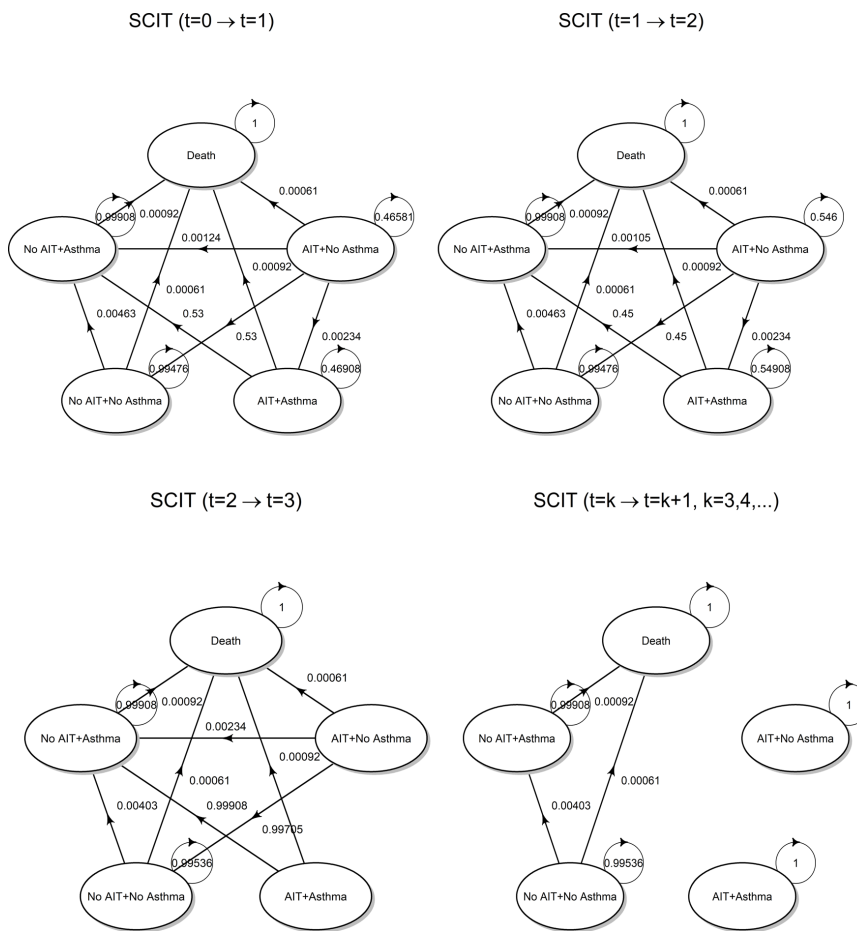 SCIT (t=0 → t=1)
SCIT (t=1 → t=2)
1
Death
0.99908
0.00092
0.00061
0.46581
No AIT+Asthma
0.00124
AIT+No Asthma
0.00092
0.00061
0.00463
0.53
0.53
0.00234
0.99476
0.46908
No AIT+No Asthma
AIT+Asthma
1
Death
0.00061
0.99908
0.00092
0.546
No AIT+Asthma
0.00105
AIT+No Asthma
0.00092
0.00061
0.00463
0.45
0.45
0.00234
0.99476
0.54908
No AIT+No Asthma
AIT+Asthma
SCIT (t=2 → t=3)
SCIT (t=k → t=k+1, k=3,4,...)
1
Death
0.00061
0.99908
0.00092
0.00234
No AIT+Asthma
AIT+No Asthma
0.00092
0.00061
0.00403
0.99908
0.99705
0.99536
No AIT+No Asthma
AIT+Asthma
1
Death
0.99908
0.00092
1
No AIT+Asthma
AIT+No Asthma
0.00061
0.00403
0.99536
1
No AIT+No Asthma
AIT+Asthma